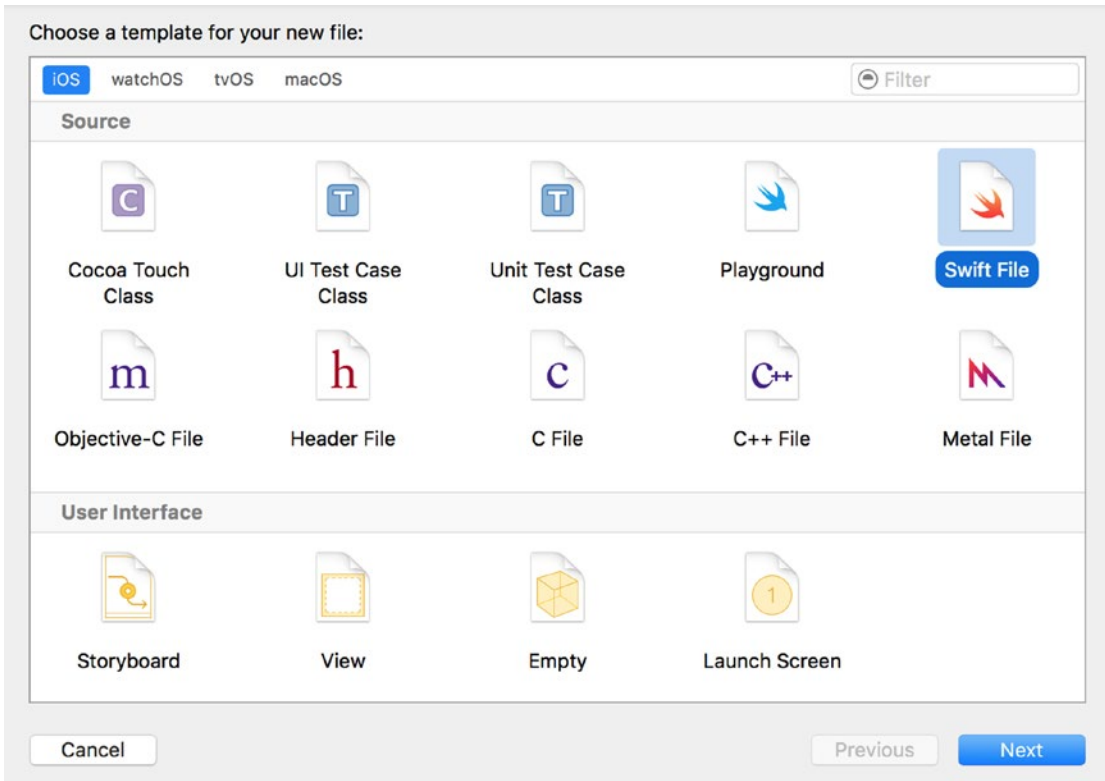 Choose a template for your new file:
iOS watchOS tvOS macOS Filter
Source
C T T
Cocoa Touch Class UI Test Case Class Unit Test Case Class Playground Swift File
m h c C++
Objective-C File Header File C File C++ File Metal File
User Interface
1
Storyboard View Empty Launch Screen
Cancel Previous Next